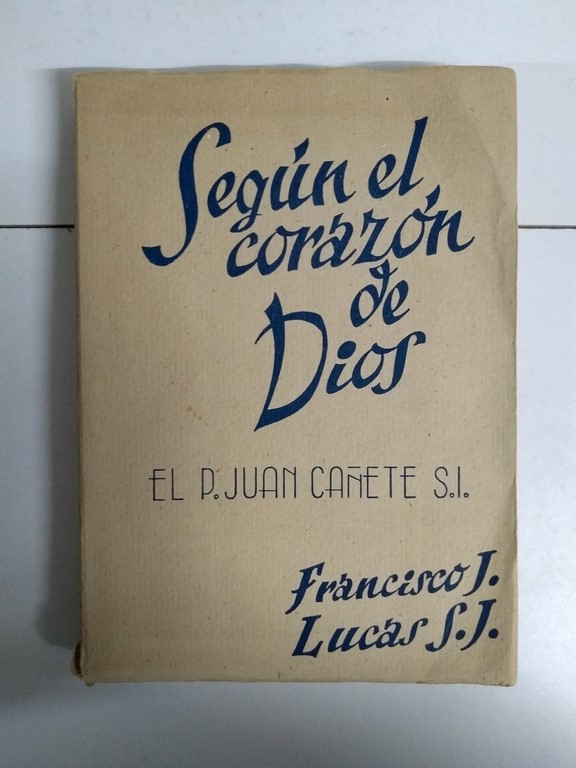 Según el
corazón
de
Dios
EL P. JUAN CAÑETE S.I.
Francisco J.
Lucas S.J.